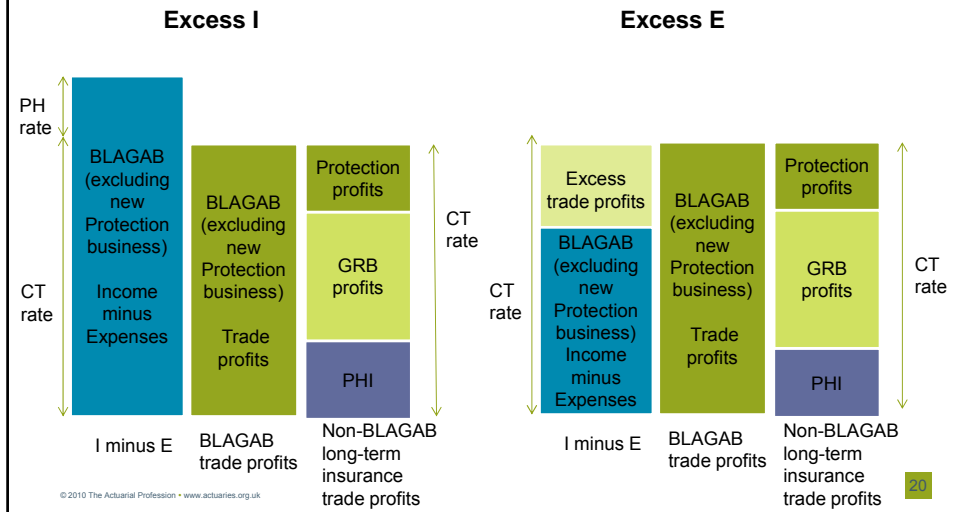 Excess I
Excess E
PH
rate
CT
rate
BLAGAB
(excluding
new
Protection
business)
Income
minus
Expenses
BLAGAB
(excluding
new
Protection
business)
Trade
profits
Protection
profits
GRB
profits
PHI
CT
rate
I minus E
BLAGAB
trade profits
Non-BLAGAB
long-term
insurance
trade profits
CT
rate
Excess
trade profits
BLAGAB
(excluding
new
Protection
business)
Income
minus
Expenses
BLAGAB
(excluding
new
Protection
business)
Trade
profits
Protection
profits
GRB
profits
PHI
CT
rate
I minus E
BLAGAB
trade profits
Non-BLAGAB
long-term
insurance
trade profits
© 2010 The Actuarial Profession • www.actuaries.org.uk
20